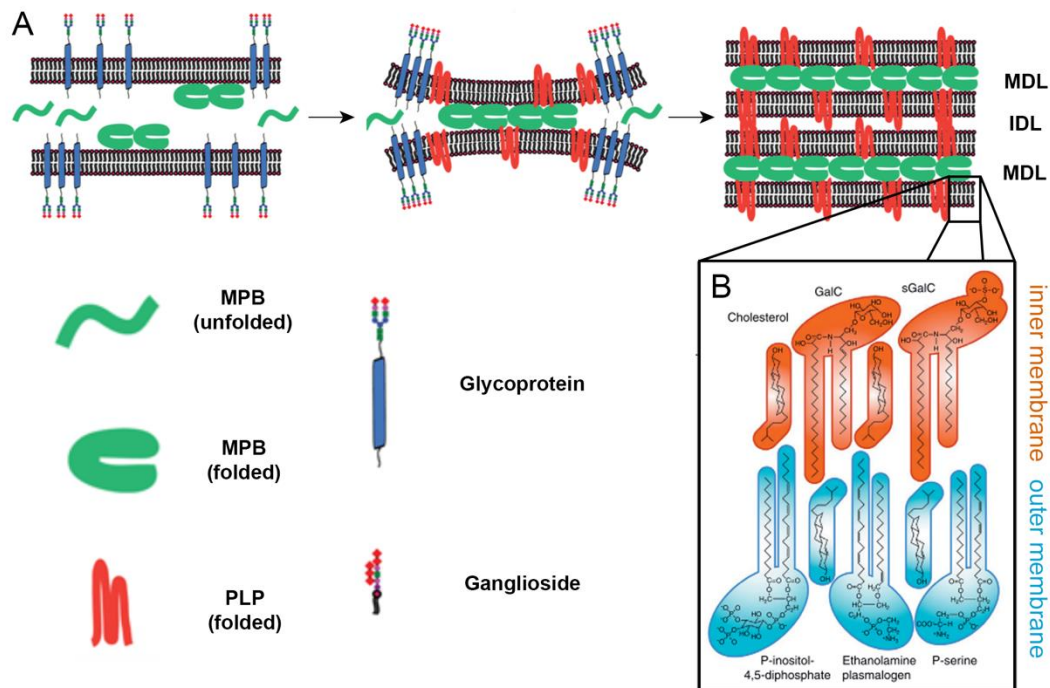 A
MDL
IDL
MDL
MPB
(unfolded)
Glycoprotein
MPB
(folded)
Ganglioside
PLP
(folded)
B
GalC
sGalC
Cholesterol
inner membrane
outer membrane
P-inositol-
4,5-diphosphate
Ethanolamine
plasmalogen
P-serine